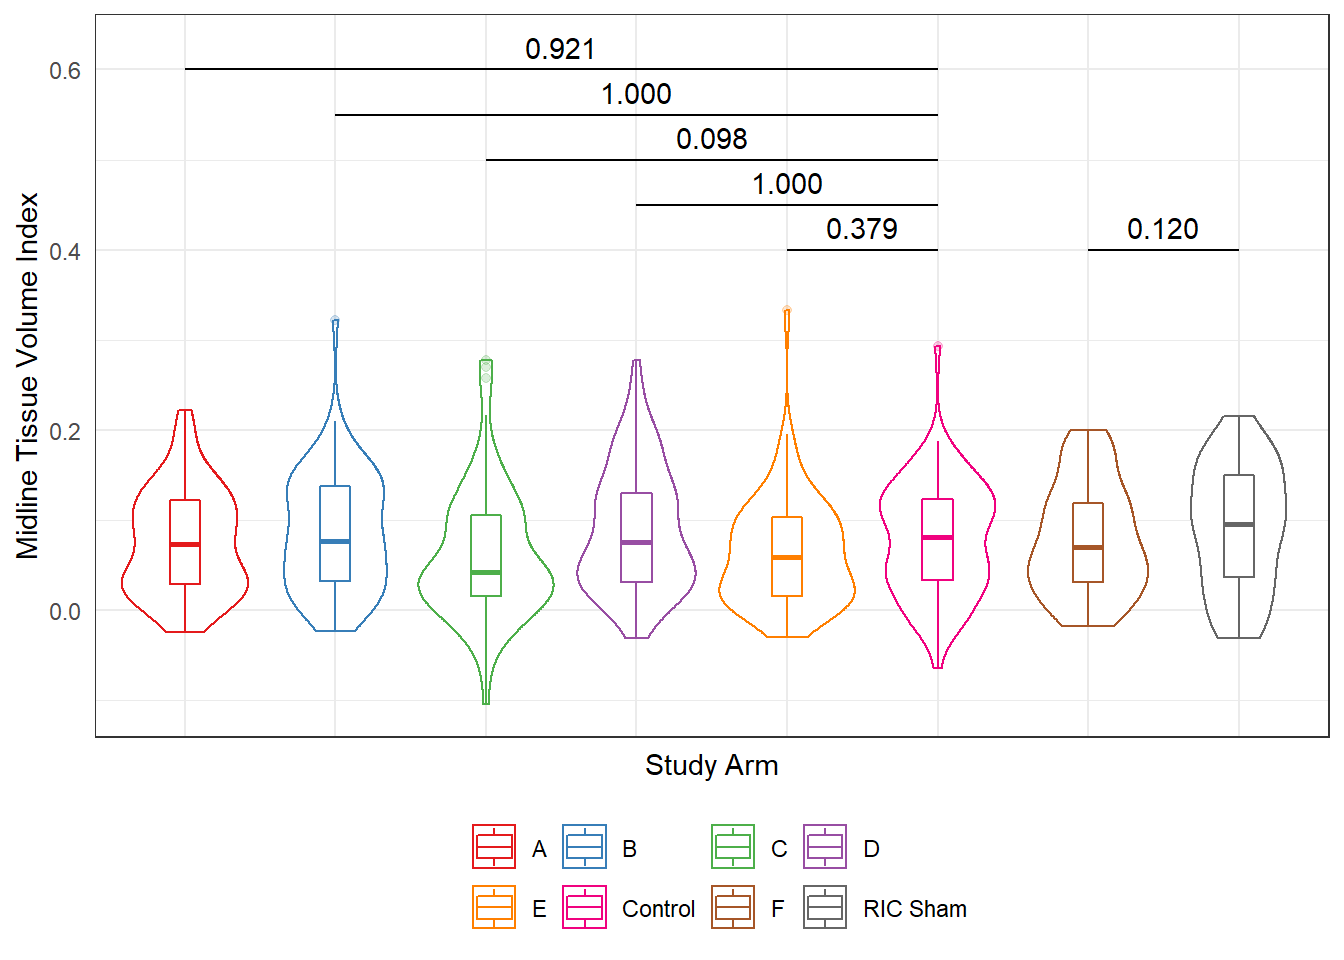 0.921
0.6
1.000
0.098
1.000
0.379
0.120
0.4
0.2
0.0
Midline Tissue Volume Index
Study Arm
A B C D
E Control F RIC Sham